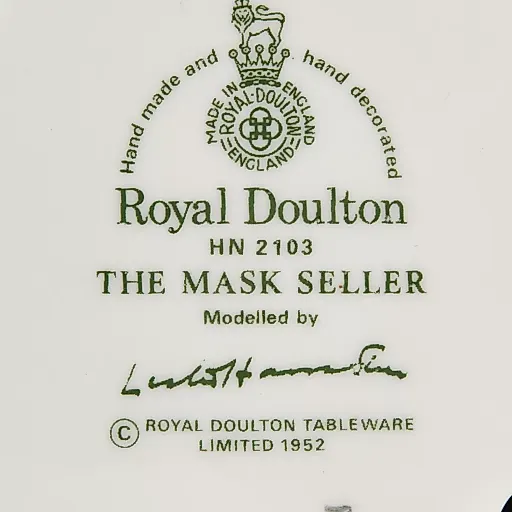 Hand made and hand decorated
MADE IN ENGLAND
ROYAL·DOULTON
ENGLAND
Royal Doulton
HN 2103
THE MASK SELLER
Modelled by
© ROYAL DOULTON TABLEWARE
LIMITED 1952